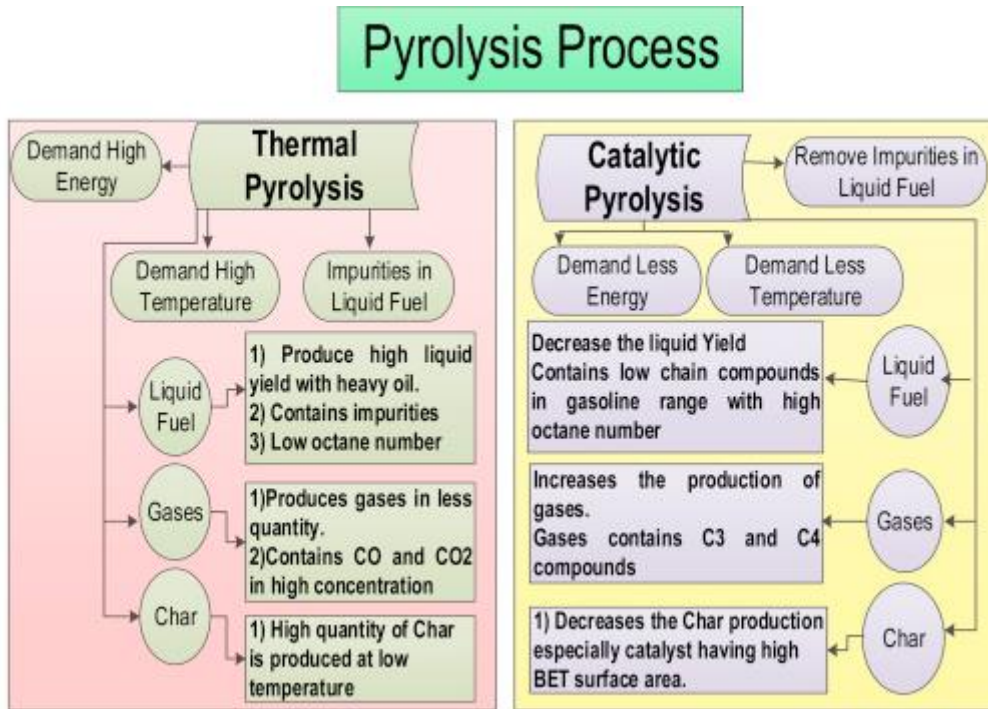 Pyrolysis Process
Thermal
Pyrolysis
Demand High
Energy
Demand High
Temperature
Impurities in
Liquid Fuel
Liquid
Fuel
1) Produce high liquid
yield with heavy oil.
2) Contains impurities
3) Low octane number
Gases
1)Produces gases in less
quantity.
2)Contains CO and CO2
in high concentration
Char
1) High quantity of Char
is produced at low
temperature
Catalytic
Pyrolysis
Remove Impurities in
Liquid Fuel
Demand Less
Energy
Demand Less
Temperature
Decrease the liquid Yield
Contains low chain compounds
in gasoline range with high
octane number
Liquid
Fuel
Increases the production of
gases.
Gases contains C3 and C4
compounds
Gases
1) Decreases the Char production
especially catalyst having high
BET surface area.
Char